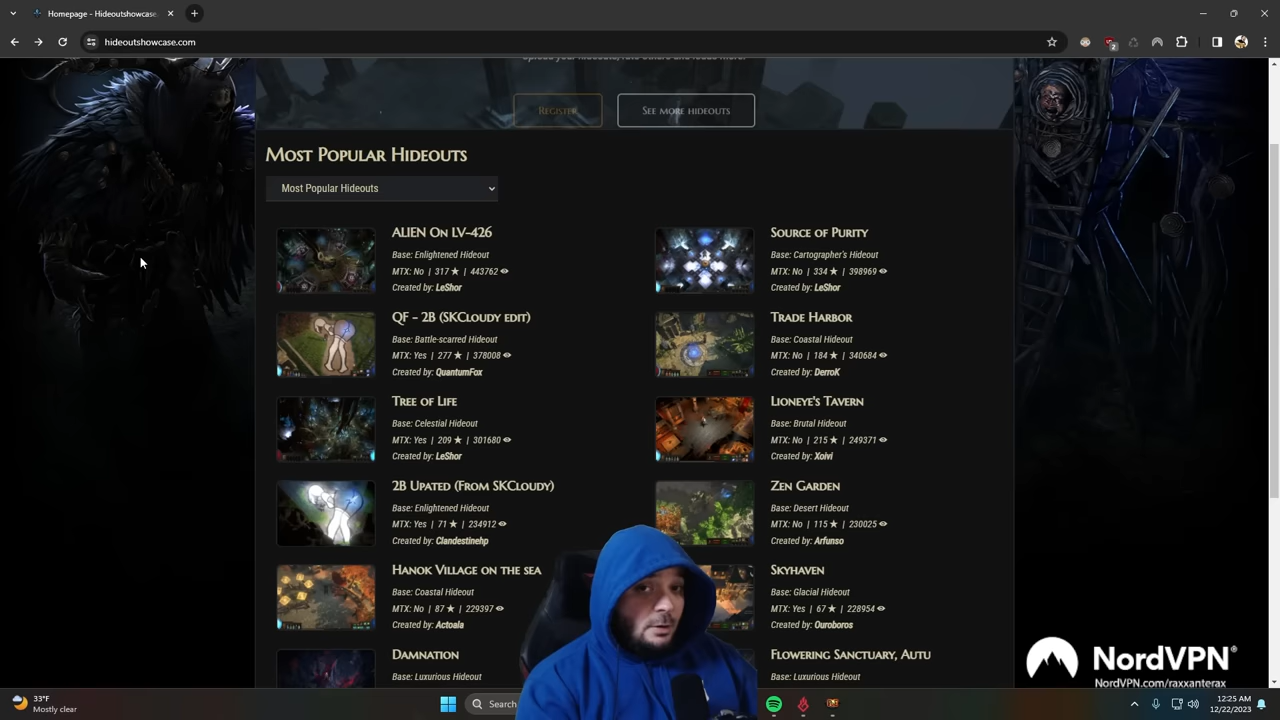 Homepage - Hideoutshowcase.
hideoutshowcase.com
2
Register
See more hideouts
Most Popular Hideouts
Most Popular Hideouts
ALIEN On LV-426
Base: Enlightened Hideout
MTX: No | 317 ★ | 443762
Created by: LeShor
Source of Purity
Base: Cartographer's Hideout
MTX: No | 334 ★ | 398969
Created by: LeShor
QF - 2B (SKCloudy edit)
Base: Battle-scarred Hideout
MTX: Yes | 277 ★ | 378008
Created by: QuantumFox
Trade Harbor
Base: Coastal Hideout
MTX: No | 184 ★ | 340684
Created by: DerroK
Tree of Life
Base: Celestial Hideout
MTX: Yes | 209 ★ | 301680
Created by: LeShor
Lioneye's Tavern
Base: Brutal Hideout
MTX: No | 215 ★ | 249371
Created by: Xoivi
2B Upated (From SKCloudy)
Base: Enlightened Hideout
MTX: Yes | 71 ★ | 234912
Created by: Clandestinehp
Zen Garden
Base: Desert Hideout
MTX: No | 115 ★ | 230025
Created by: Arfunso
Hanok Village on the sea
Base: Coastal Hideout
MTX: No | 87 ★ | 229397
Created by: Actoala
Skyhaven
Base: Glacial Hideout
MTX: Yes | 67 ★ | 228954
Created by: Ouroboros
Damnation
Base: Luxurious Hideout
Flowering Sanctuary, Autu
Base: Luxurious Hideout
NordVPN®
NordVPN.com/raxxanterax
33°F
Mostly clear
Search
12:25 AM
12/22/2023